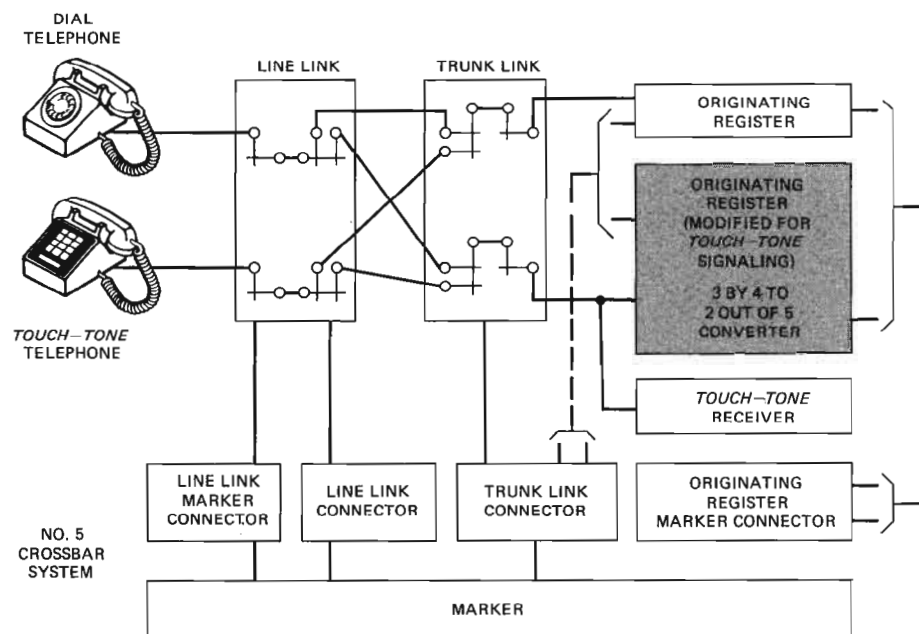 DIAL
TELEPHONE
LINE LINK
TRUNK LINK
ORIGINATING
REGISTER
ORIGINATING
REGISTER
(MODIFIED FOR
TOUCH–TONE
SIGNALING)
3 BY 4 TO
2 OUT OF 5
CONVERTER
TOUCH–TONE
TELEPHONE
TOUCH–TONE
RECEIVER
LINE LINK
MARKER
CONNECTOR
LINE LINK
CONNECTOR
TRUNK LINK
CONNECTOR
ORIGINATING
REGISTER
MARKER CONNECTOR
NO. 5
CROSSBAR
SYSTEM
MARKER